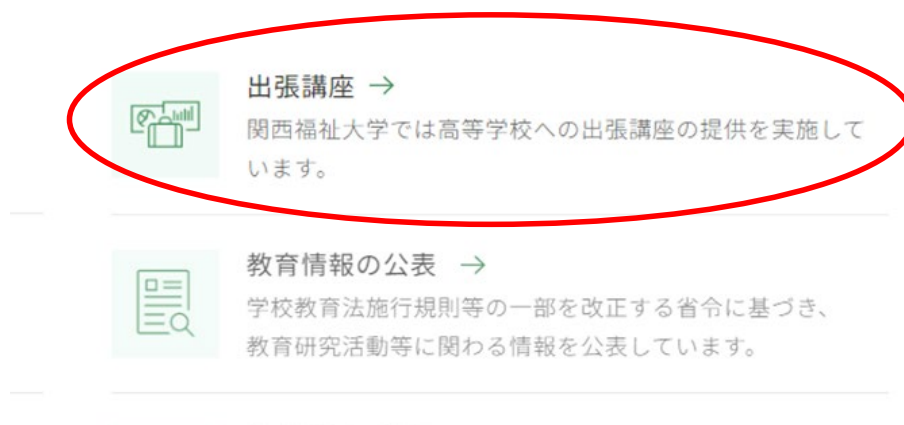 出張講座 →
関西福祉大学では高等学校への出張講座の提供を実施して
います。
教育情報の公表 →
学校教育法施行規則等の一部を改正する省令に基づき、
教育研究活動等に関わる情報を公表しています。